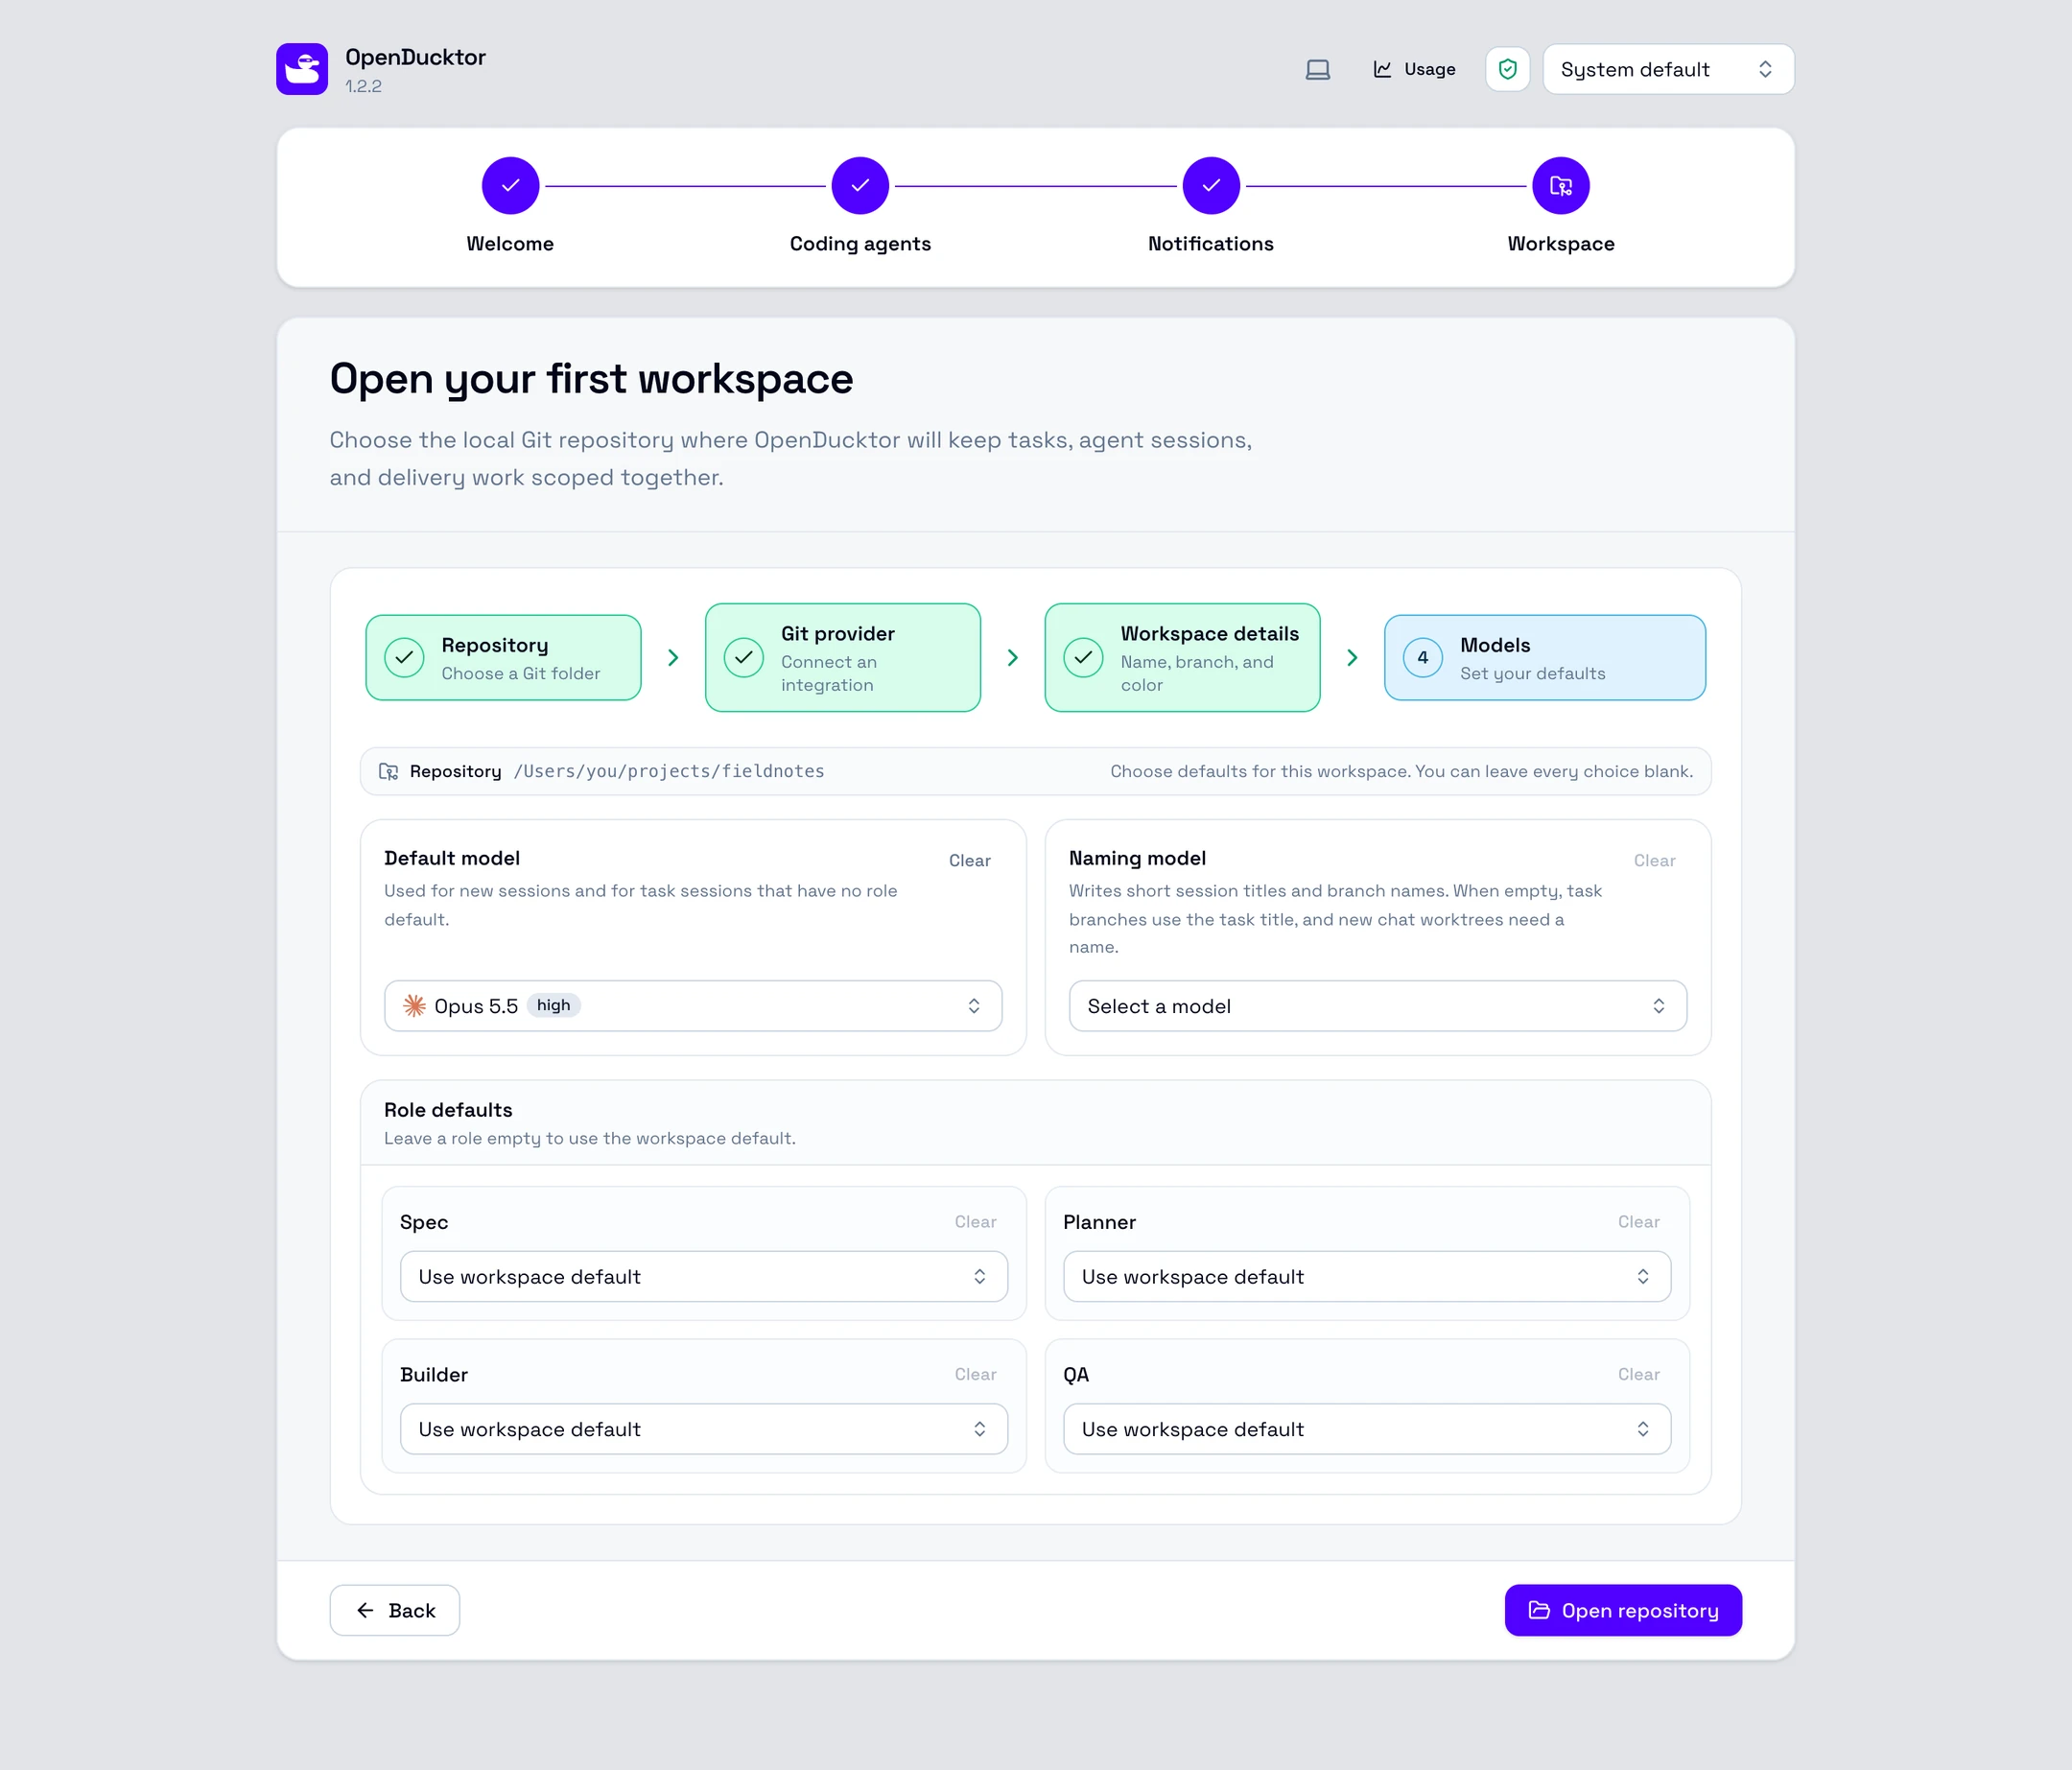 OpenDucktor
1.2.2
Usage
System default
Welcome
Coding agents
Notifications
Workspace
Open your first workspace
Choose the local Git repository where OpenDucktor will keep tasks, agent sessions,
and delivery work scoped together.
Repository
Choose a Git folder
Git provider
Connect an
integration
Workspace details
Name, branch, and
color
4
Models
Set your defaults
Repository /Users/you/projects/fieldnotes
Choose defaults for this workspace. You can leave every choice blank.
Default model
Clear
Used for new sessions and for task sessions that have no role
default.
Opus 5.5 high
Naming model
Clear
Writes short session titles and branch names. When empty, task
branches use the task title, and new chat worktrees need a
name.
Select a model
Role defaults
Leave a role empty to use the workspace default.
Spec
Clear
Use workspace default
Planner
Clear
Use workspace default
Builder
Clear
Use workspace default
QA
Clear
Use workspace default
Back
Open repository